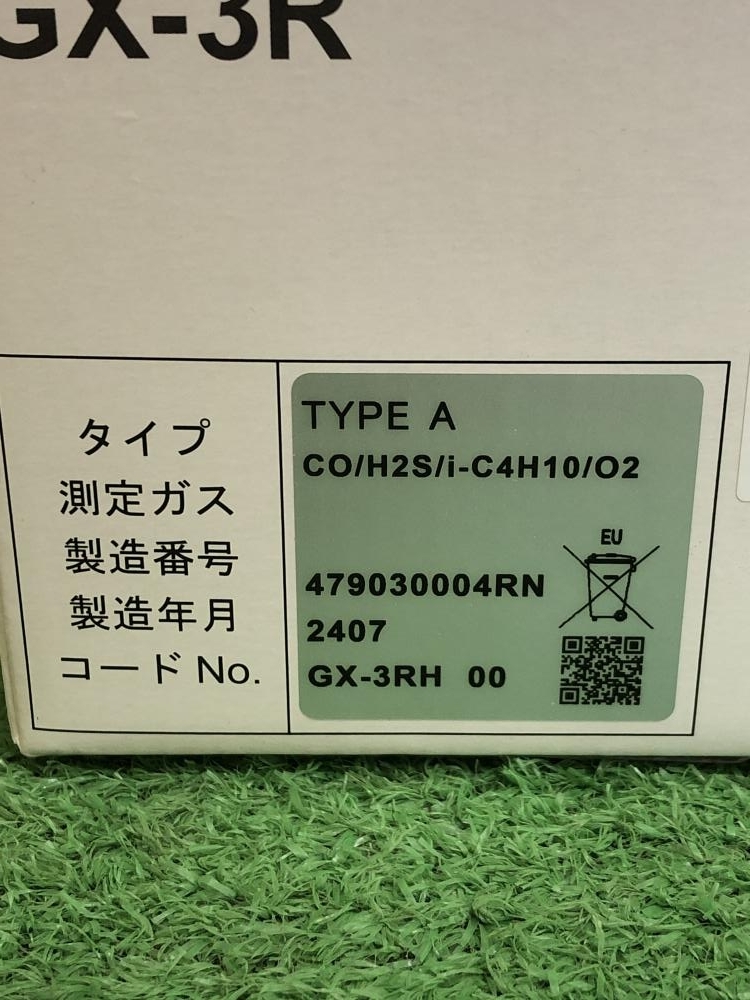 GX-3R
タイプ TYPE A
測定ガス CO/H2S/i-C4H10/O2
製造番号 479030004RN
製造年月 2407
コードNo. GX-3RH 00
EU